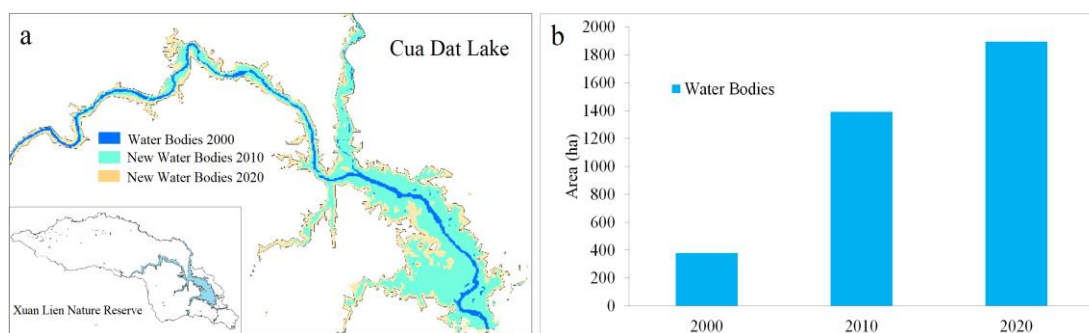 a
Cua Dat Lake
Water Bodies 2000
New Water Bodies 2010
New Water Bodies 2020
Xuan Lien Nature Reserve
b
Area (ha)
2000
1800
1600
1400
1200
1000
800
600
400
200
0
Water Bodies
2000
2010
2020